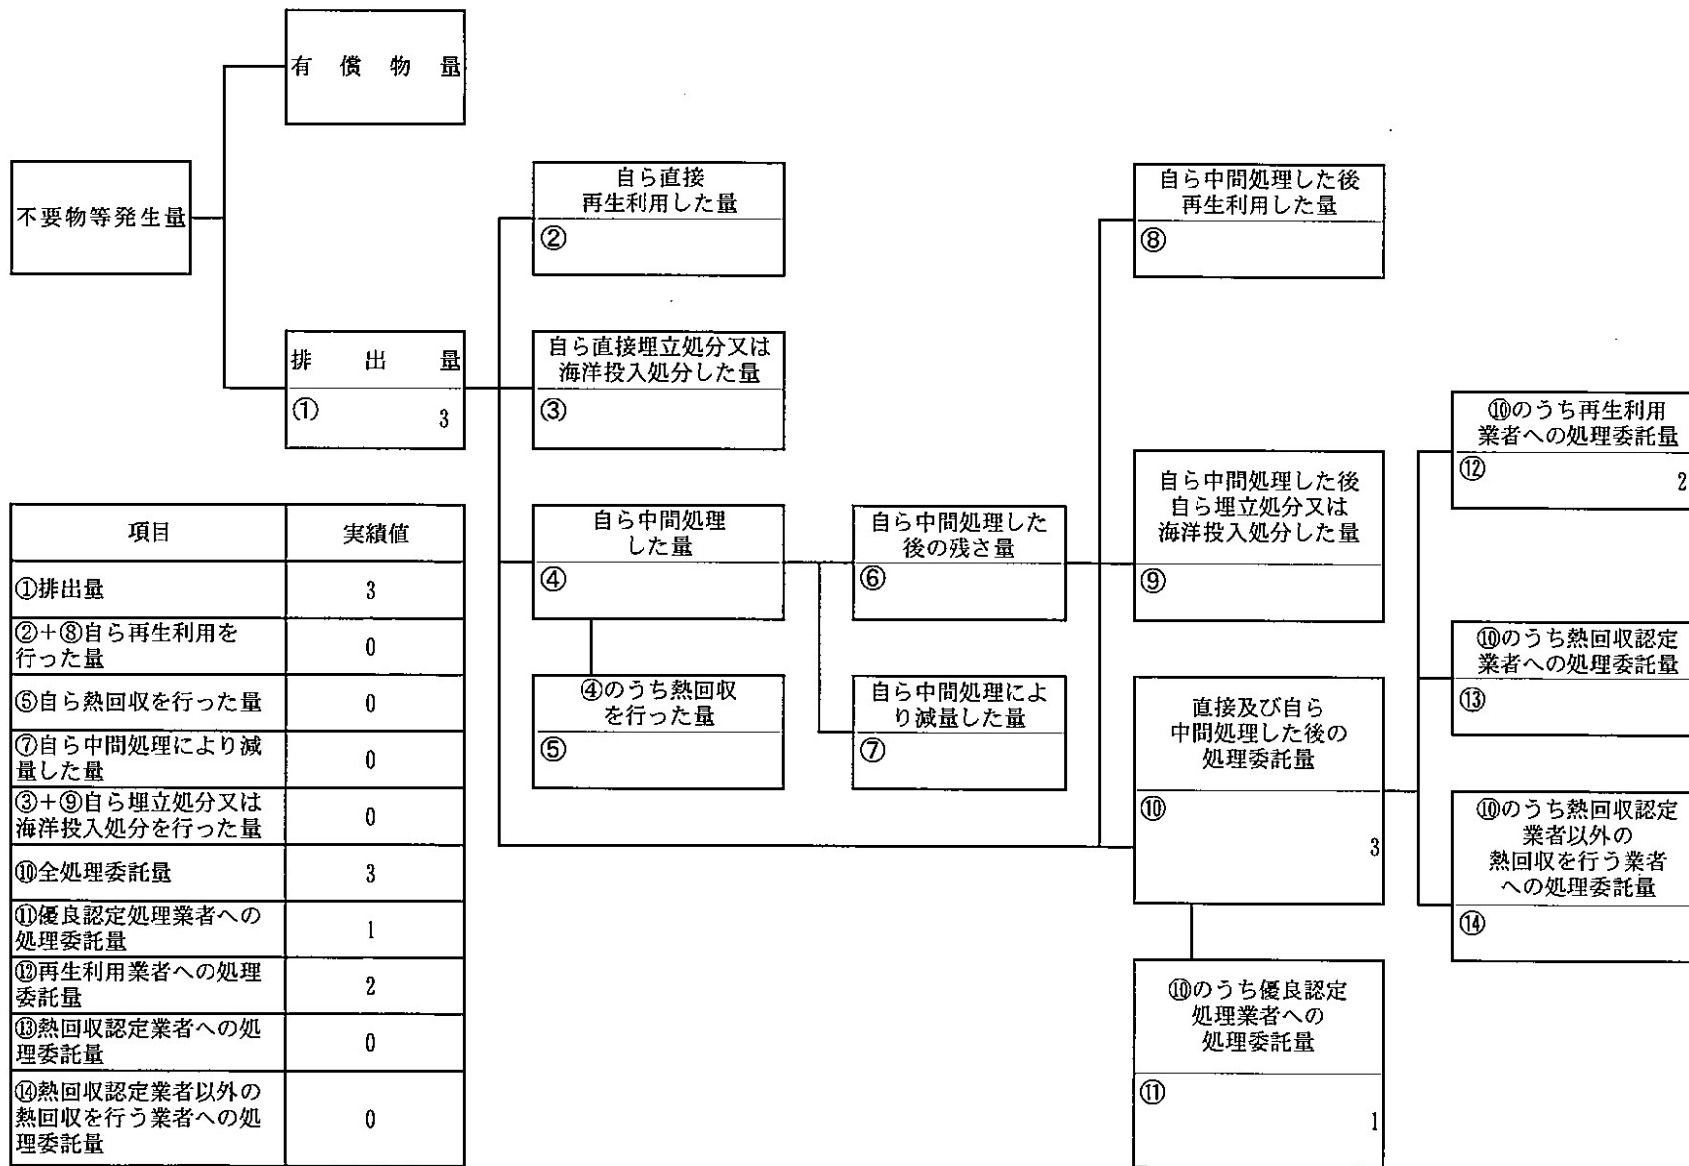 有償物量
不要物等発生量
排出量
①
3
自ら直接
再生利用した量
②
自ら直接埋立処分又は
海洋投入処分した量
③
自ら中間処理
した量
④
④のうち熱回収
を行った量
⑤
自ら中間処理した
後の残さ量
⑥
自ら中間処理によ
り減量した量
⑦
自ら中間処理した後
再生利用した量
⑧
自ら中間処理した後
自ら埋立処分又は
海洋投入処分した量
⑨
直接及び自ら
中間処理した後の
処理委託量
⑩
3
⑩のうち優良認定
処理業者への
処理委託量
⑪
1
⑩のうち再生利用
業者への処理委託量
⑫
2
⑩のうち熱回収認定
業者への処理委託量
⑬
⑩のうち熱回収認定
業者以外の
熱回収を行う業者
への処理委託量
⑭
項目 実績値
①排出量 3
②+⑧自ら再生利用を
行った量 0
⑤自ら熱回収を行った量 0
⑦自ら中間処理により減
量した量 0
③+⑨自ら埋立処分又は
海洋投入処分を行った量 0
⑩全処理委託量 3
⑪優良認定処理業者への
処理委託量 1
⑫再生利用業者への処理
委託量 2
⑬熱回収認定業者への処
理委託量 0
⑭熱回収認定業者以外の
熱回収を行う業者への処
理委託量 0